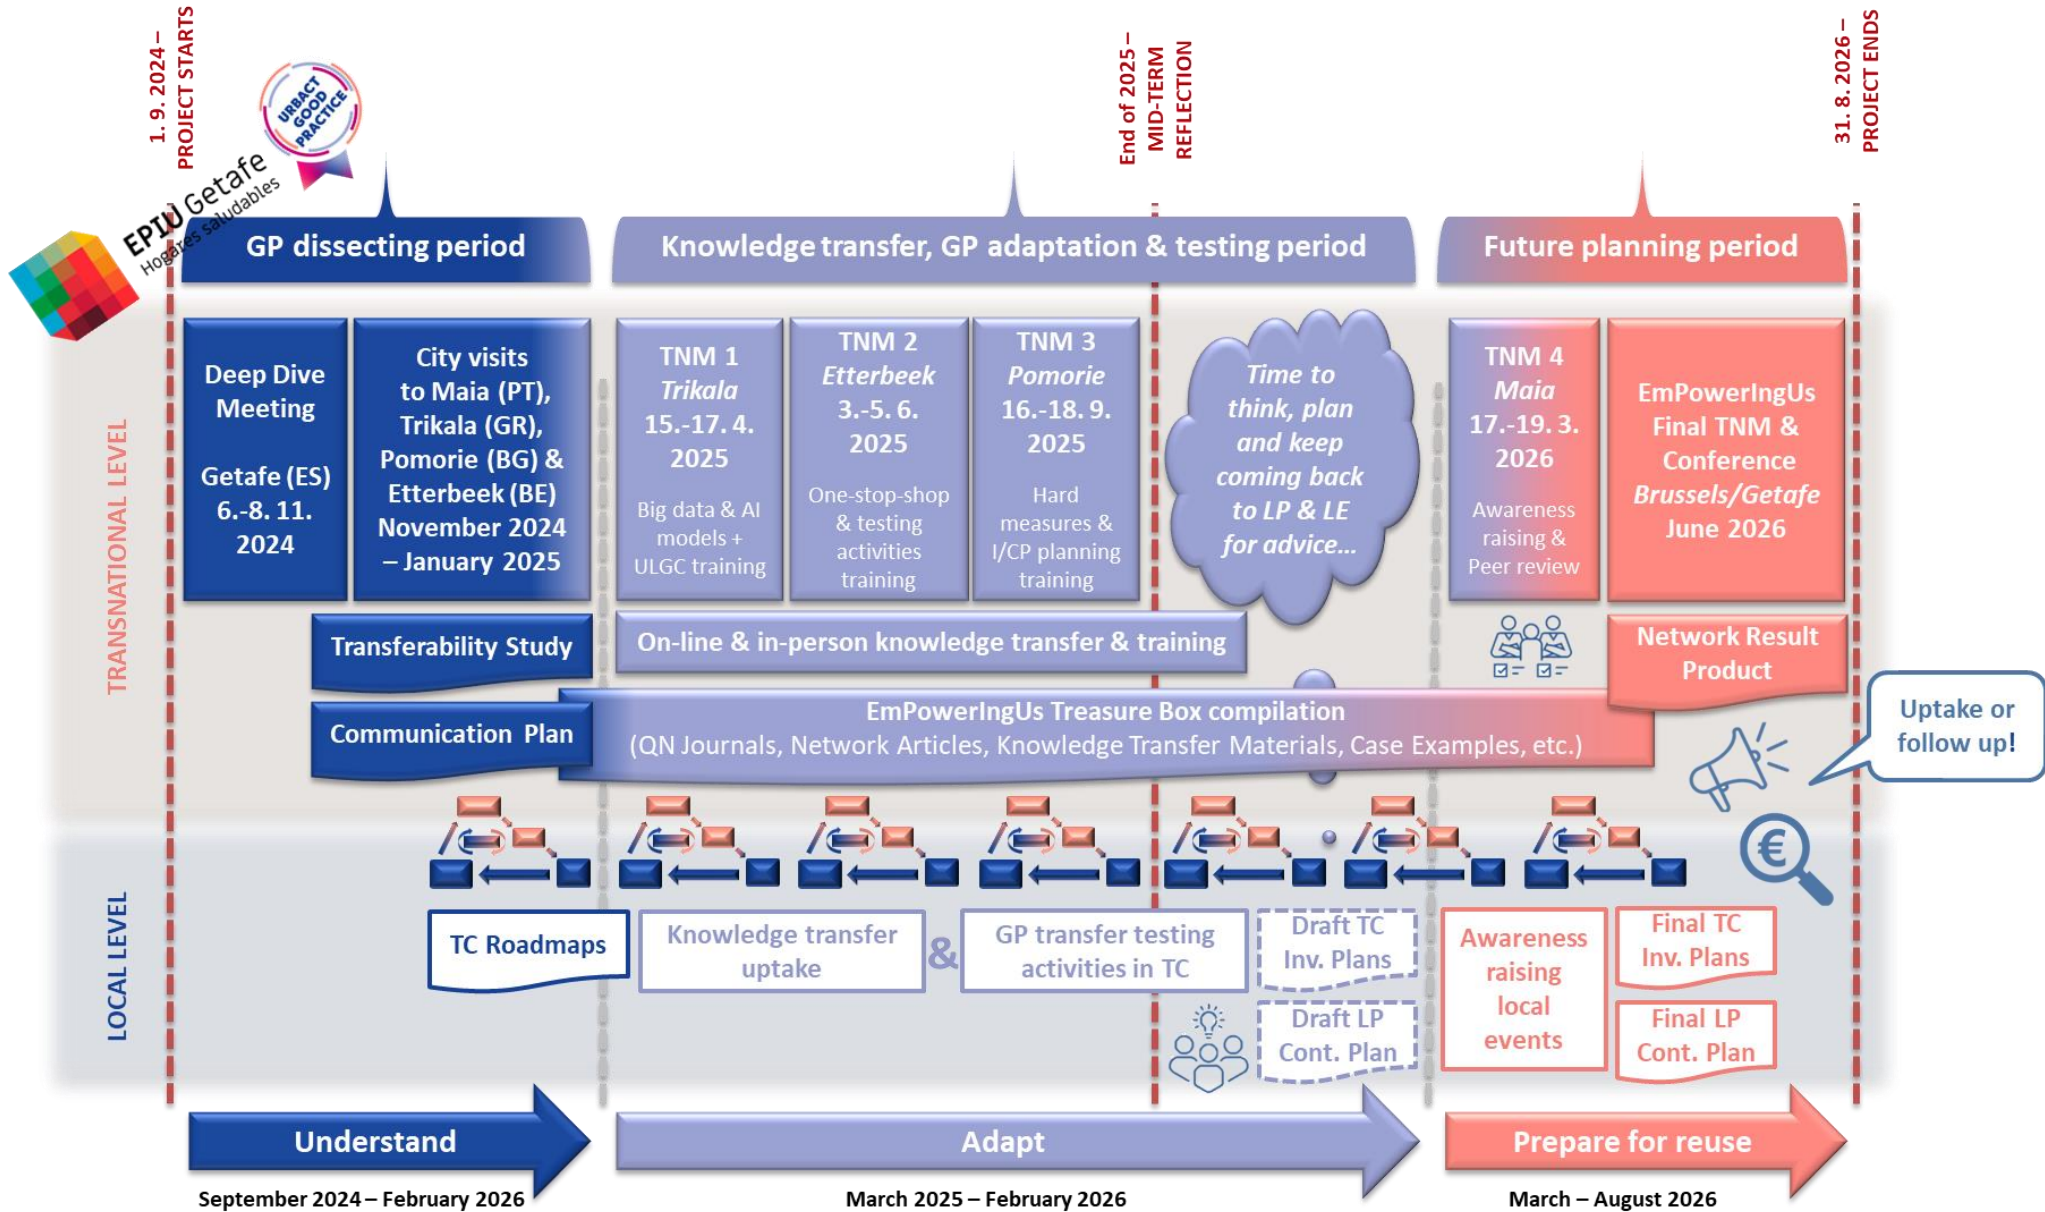 1. 9. 2024 –
PROJECT STARTS
End of 2025 –
MID-TERM
REFLECTION
31. 8. 2026 –
PROJECT ENDS
URBACT
GOOD
PRACTICE
EPIU Getafe
Hogares saludables
GP dissecting period
Knowledge transfer, GP adaptation & testing period
Future planning period
TRANSNATIONAL LEVEL
Deep Dive
Meeting
Getafe (ES)
6.-8. 11.
2024
City visits
to Maia (PT),
Trikala (GR),
Pomorie (BG) &
Etterbeek (BE)
November 2024
– January 2025
TNM 1
Trikala
15.-17. 4.
2025
Big data & AI
models +
ULGC training
TNM 2
Etterbeek
3.-5. 6.
2025
One-stop-shop
& testing
activities
training
TNM 3
Pomorie
16.-18. 9.
2025
Hard
measures &
I/CP planning
training
Time to
think, plan
and keep
coming back
to LP & LE
for advice...
TNM 4
Maia
17.-19. 3.
2026
Awareness
raising &
Peer review
EmPowerIngUs
Final TNM &
Conference
Brussels/Getafe
June 2026
Transferability Study
On-line & in-person knowledge transfer & training
Network Result
Product
Communication Plan
EmPowerIngUs Treasure Box compilation
(QN Journals, Network Articles, Knowledge Transfer Materials, Case Examples, etc.)
Uptake or
follow up!
€
LOCAL LEVEL
TC Roadmaps
Knowledge transfer
uptake
&
GP transfer testing
activities in TC
Draft TC
Inv. Plans
Draft LP
Cont. Plan
Awareness
raising
local
events
Final TC
Inv. Plans
Final LP
Cont. Plan
Understand
Adapt
Prepare for reuse
September 2024 – February 2026
March 2025 – February 2026
March – August 2026